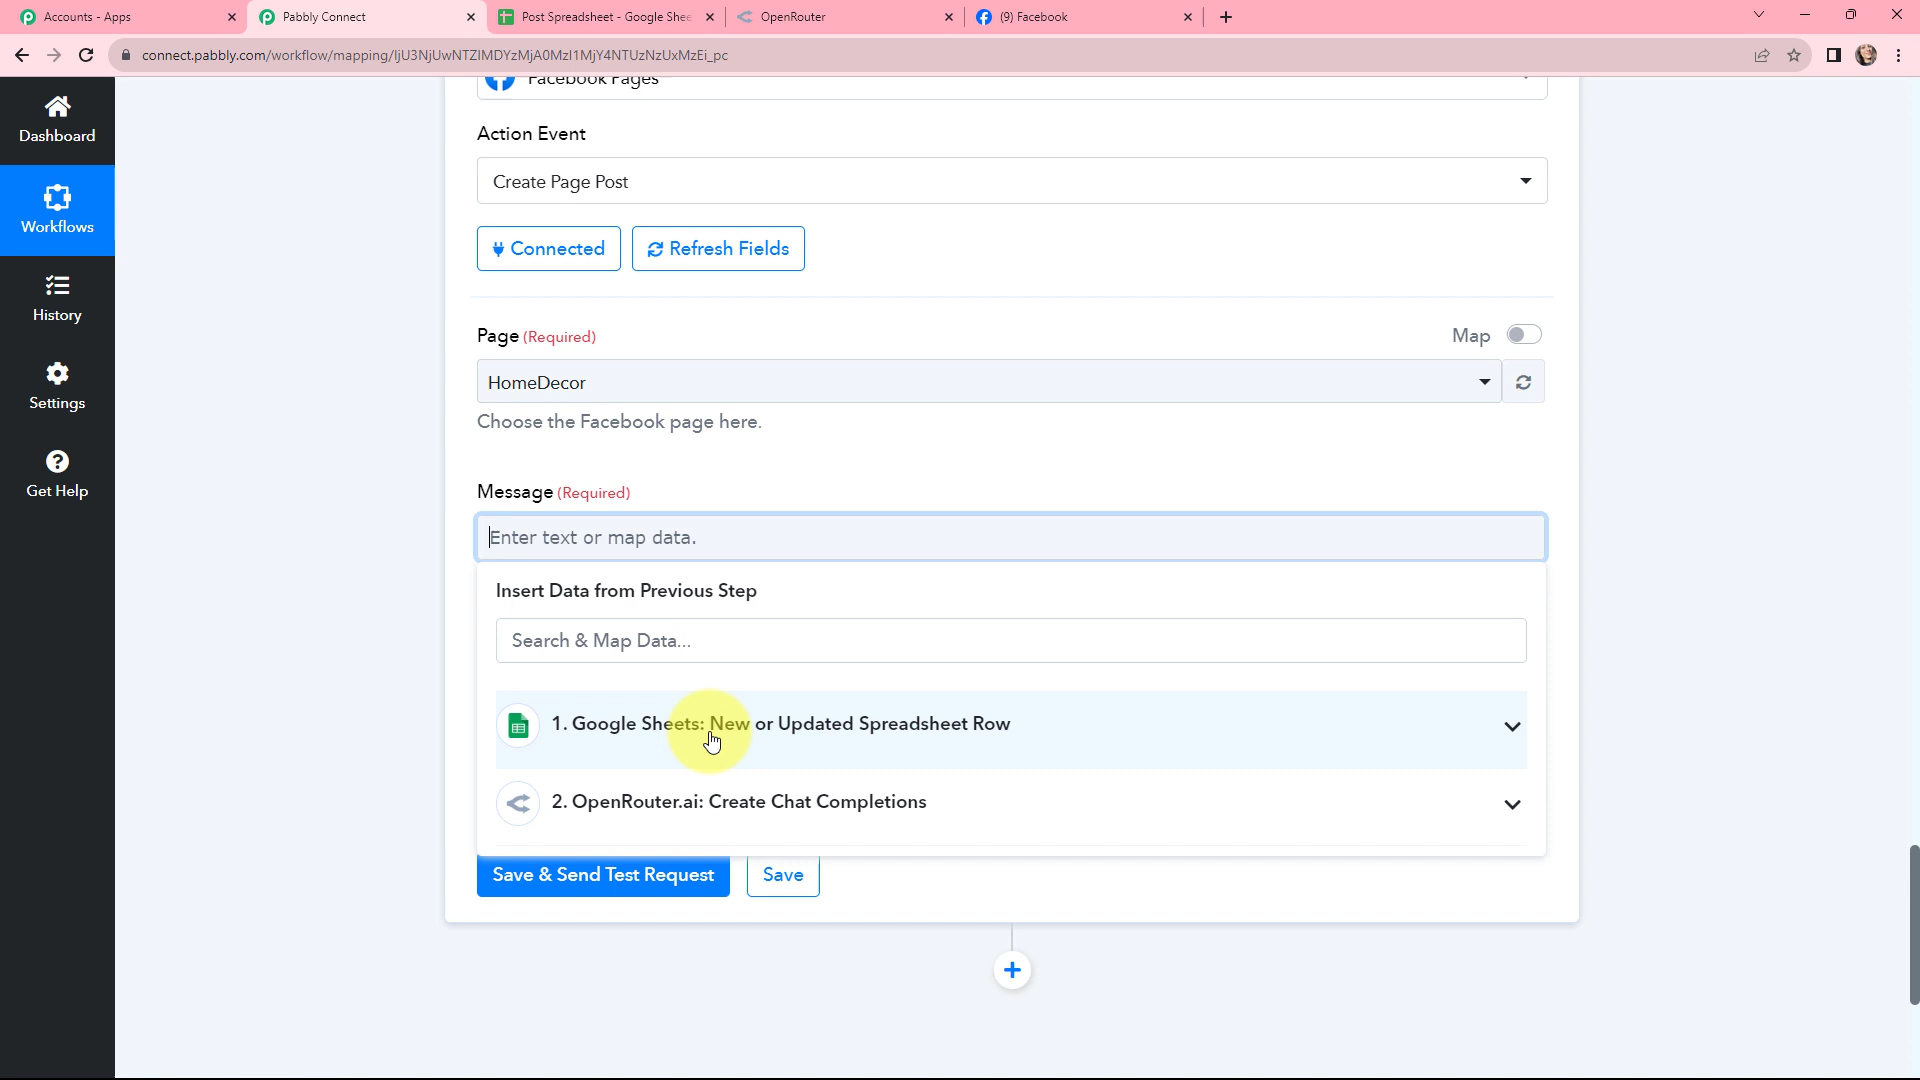 Accounts - Apps
Pabbly Connect
Post Spreadsheet - Google Shee
OpenRouter
(9) Facebook
connect.pabbly.com/workflow/mapping/IjU3NjUwNTZlMDYzMjA0MzI1MjY4NTUzNzUxMzEi_pc
Dashboard
Workflows
History
Settings
Get Help
Facebook Pages
Action Event
Create Page Post
Connected
Refresh Fields
Page (Required)
Map
HomeDecor
Choose the Facebook page here.
Message (Required)
Enter text or map data.
Insert Data from Previous Step
Search & Map Data...
1. Google Sheets: New or Updated Spreadsheet Row
2. OpenRouter.ai: Create Chat Completions
Save & Send Test Request
Save